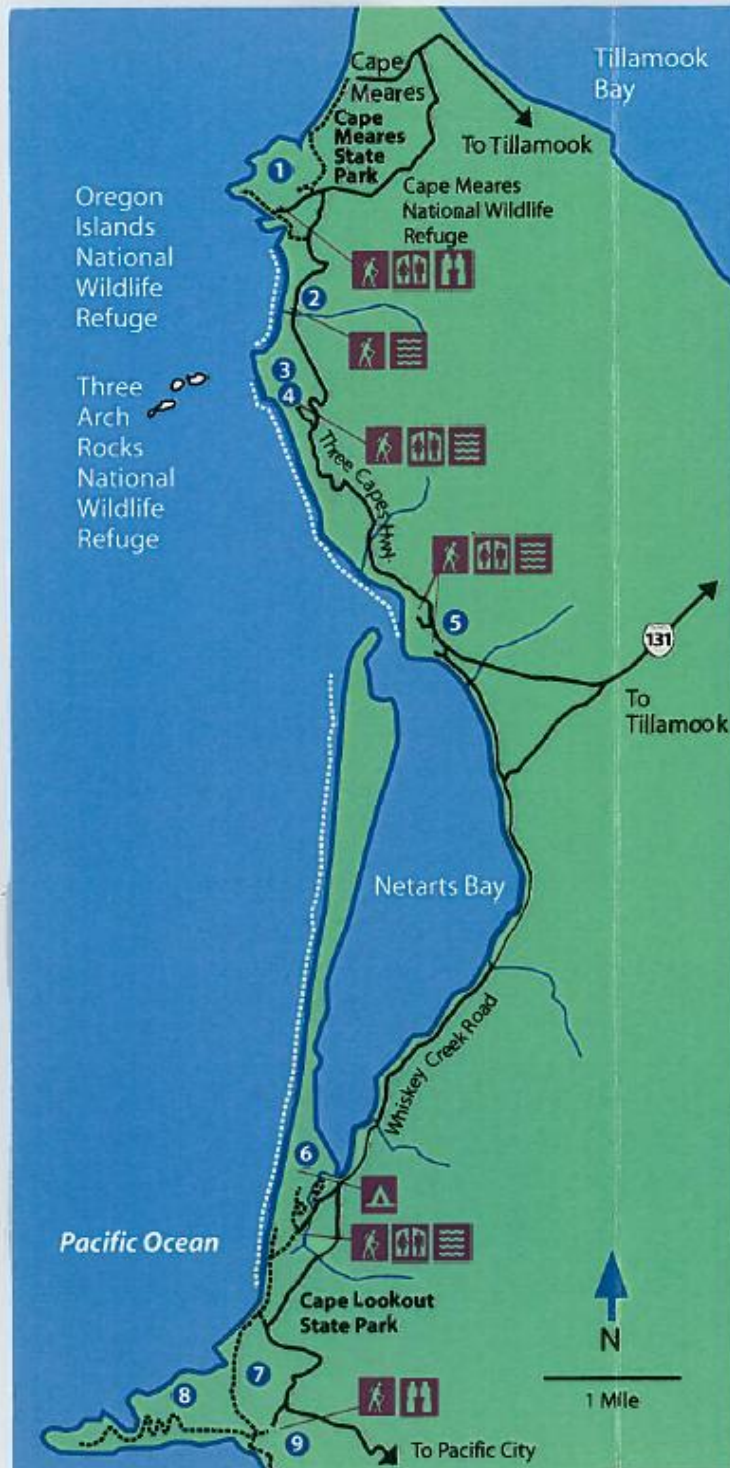 Tillamook
Bay
Cape
Meares
Cape
Meares
State
Park
To Tillamook
1
Cape Meares
National Wildlife
Refuge
Oregon
Islands
National
Wildlife
Refuge
2
3
4
Three
Arch
Rocks
National
Wildlife
Refuge
Three Capes Hwy.
5
131
To
Tillamook
Netarts Bay
Whiskey Creek Road
6
Pacific Ocean
Cape Lookout
State Park
N
1 Mile
7
8
9
To Pacific City